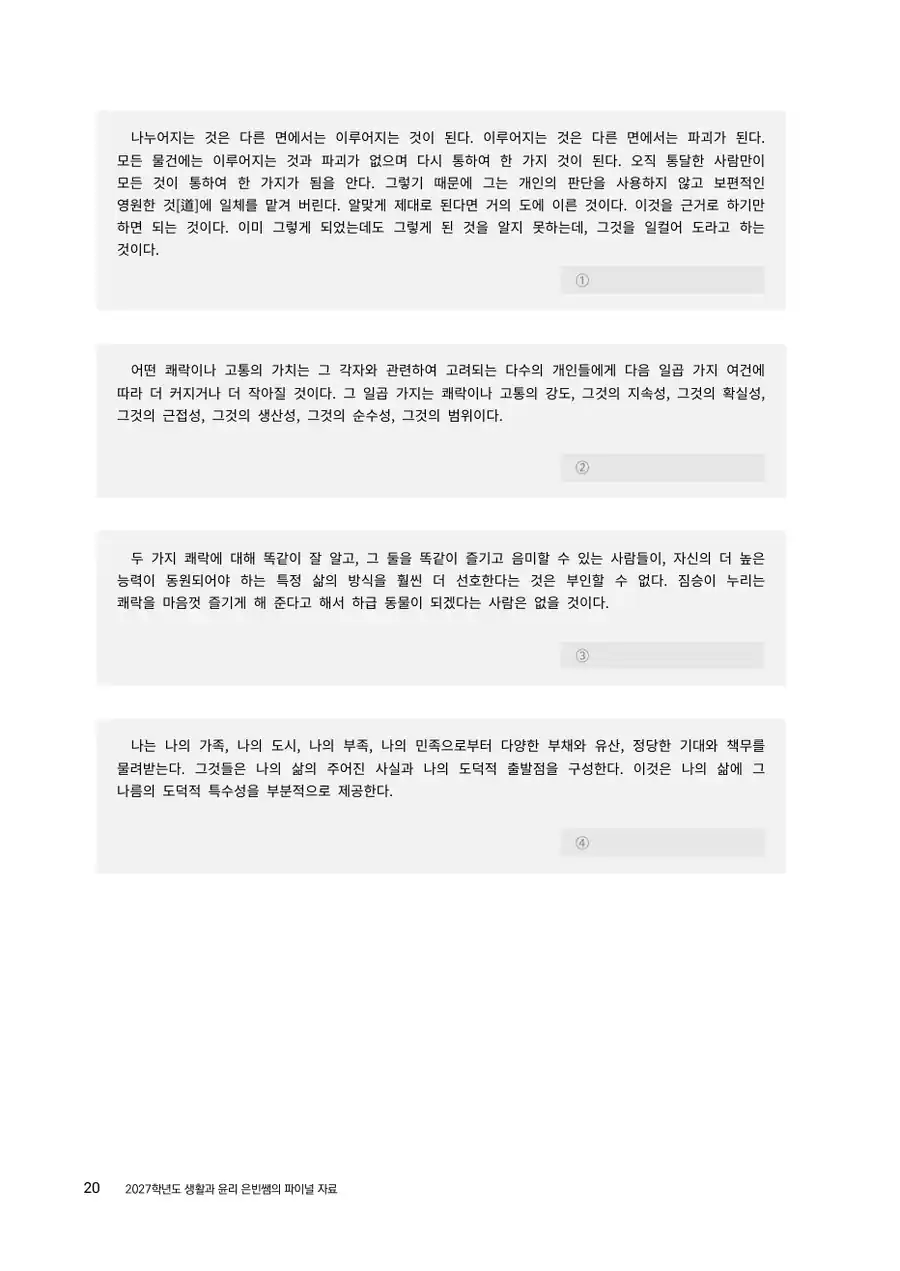 나누어지는 것은 다른 면에서는 이루어지는 것이 된다. 이루어지는 것은 다른 면에서는 파괴가 된다.
모든 물건에는 이루어지는 것과 파괴가 없으며 다시 통하여 한 가지 것이 된다. 오직 통달한 사람만이
모든 것이 통하여 한 가지가 됨을 안다. 그렇기 때문에 그는 개인의 판단을 사용하지 않고 보편적인
영원한 것[道]에 일체를 맡겨 버린다. 알맞게 제대로 된다면 거의 도에 이른 것이다. 이것을 근거로 하기만
하면 되는 것이다. 이미 그렇게 되었는데도 그렇게 된 것을 알지 못하는데, 그것을 일컬어 도라고 하는
것이다.
①
어떤 쾌락이나 고통의 가치는 그 각자와 관련하여 고려되는 다수의 개인들에게 다음 일곱 가지 여건에
따라 더 커지거나 더 작아질 것이다. 그 일곱 가지는 쾌락이나 고통의 강도, 그것의 지속성, 그것의 확실성,
그것의 근접성, 그것의 생산성, 그것의 순수성, 그것의 범위이다.
②
두 가지 쾌락에 대해 똑같이 잘 알고, 그 둘을 똑같이 즐기고 음미할 수 있는 사람들이, 자신의 더 높은
능력이 동원되어야 하는 특정 삶의 방식을 훨씬 더 선호한다는 것은 부인할 수 없다. 짐승이 누리는
쾌락을 마음껏 즐기게 해 준다고 해서 하급 동물이 되겠다는 사람은 없을 것이다.
③
나는 나의 가족, 나의 도시, 나의 부족, 나의 민족으로부터 다양한 부채와 유산, 정당한 기대와 책무를
물려받는다. 그것들은 나의 삶의 주어진 사실과 나의 도덕적 출발점을 구성한다. 이것은 나의 삶에 그
나름의 도덕적 특수성을 부분적으로 제공한다.
④
20 2027학년도 생활과 윤리 은빈쌤의 파이널 자료